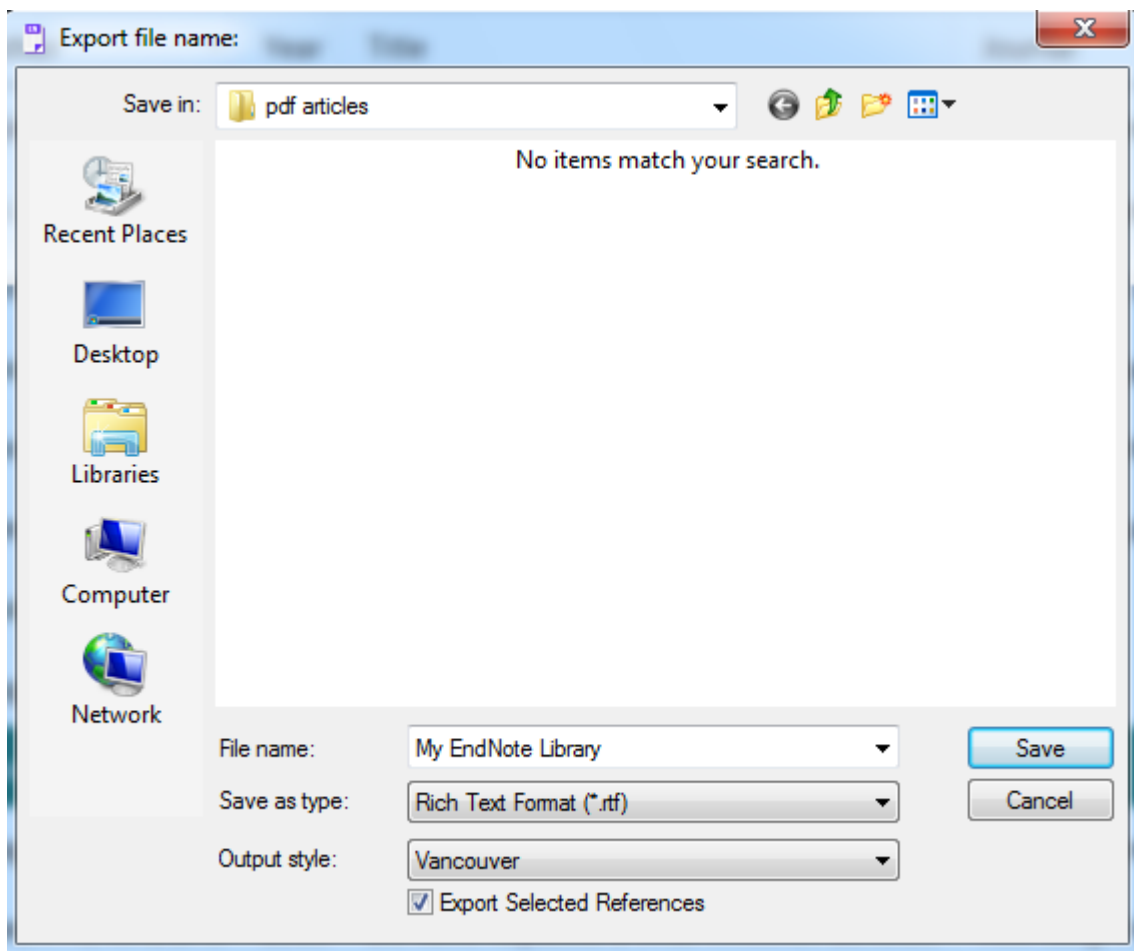 Export file name:
Year Title
Save in: pdf articles
No items match your search.
Recent Places
Desktop
Libraries
Computer
Network
File name: My EndNote Library Save
Save as type: Rich Text Format (*.rtf) Cancel
Output style: Vancouver
Export Selected References